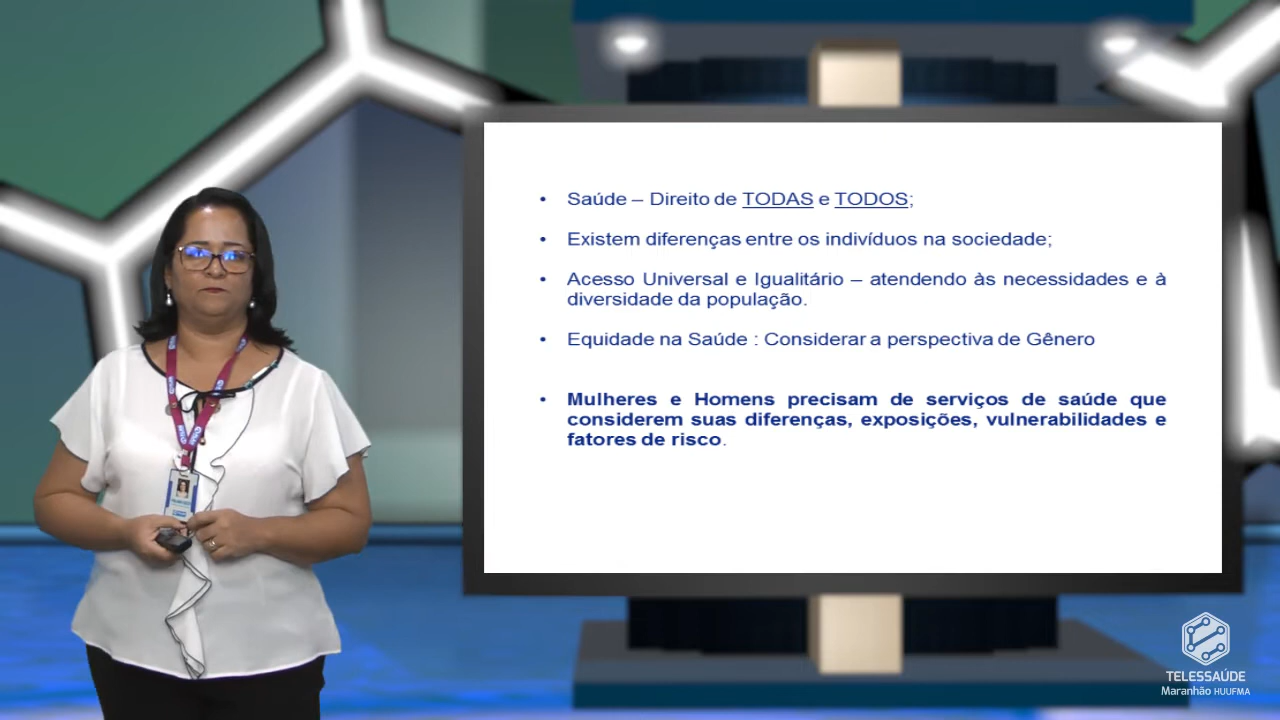 • Saúde – Direito de TODAS e TODOS;
• Existem diferenças entre os indivíduos na sociedade;
• Acesso Universal e Igualitário – atendendo às necessidades e à
diversidade da população.
• Equidade na Saúde : Considerar a perspectiva de Gênero
• Mulheres e Homens precisam de serviços de saúde que
considerem suas diferenças, exposições, vulnerabilidades e
fatores de risco.
TELESSAÚDE
Maranhão HUUFMA